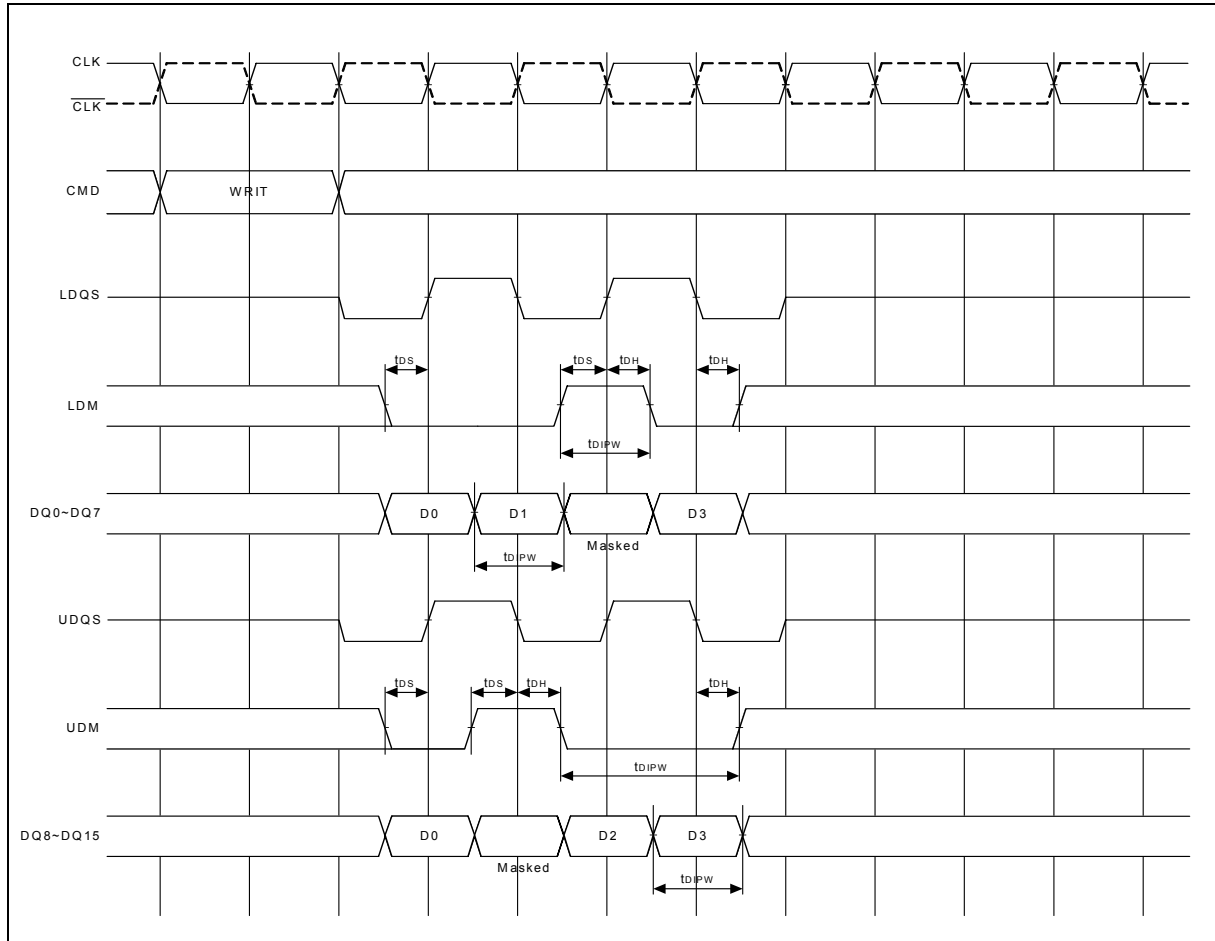 CLK
CLK
CMD
WRIT
LDQS
tDS
tDS
tDH
tDH
LDM
tDIPW
DQ0~DQ7
D0
D1
D3
Masked
tDIPW
UDQS
tDS
tDS
tDH
tDH
UDM
tDIPW
DQ8~DQ15
D0
D2
D3
Masked
tDIPW